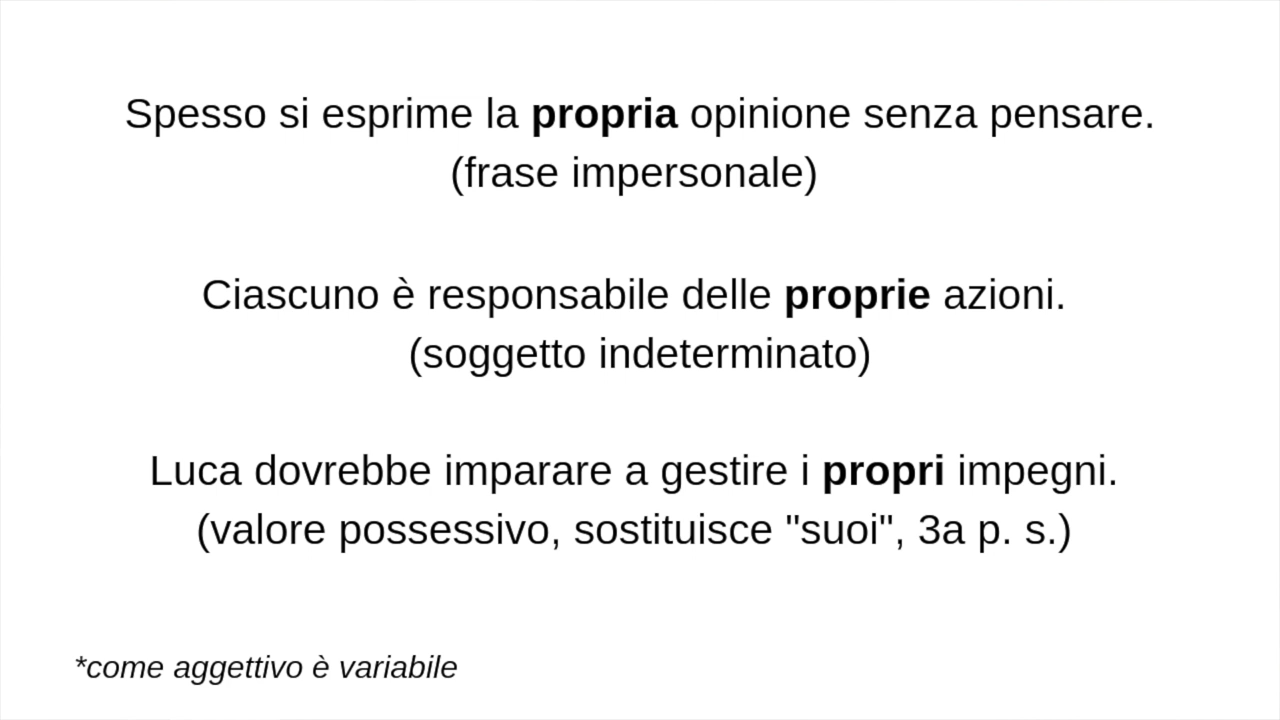 Spesso si esprime la propria opinione senza pensare.
(frase impersonale)
Ciascuno è responsabile delle proprie azioni.
(soggetto indeterminato)
Luca dovrebbe imparare a gestire i propri impegni.
(valore possessivo, sostituisce "suoi", 3a p. s.)
*come aggettivo è variabile